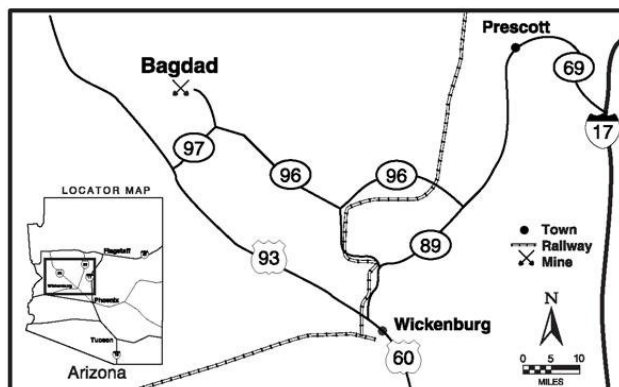 Prescott
69
Bagdad
17
97
96
96
LOCATOR MAP
89
Town
Railway
Mine
Flagstaff
93
Wickenburg
Phoenix
N
Wickenburg
Tucson
60
0 5 10
MILES
Arizona